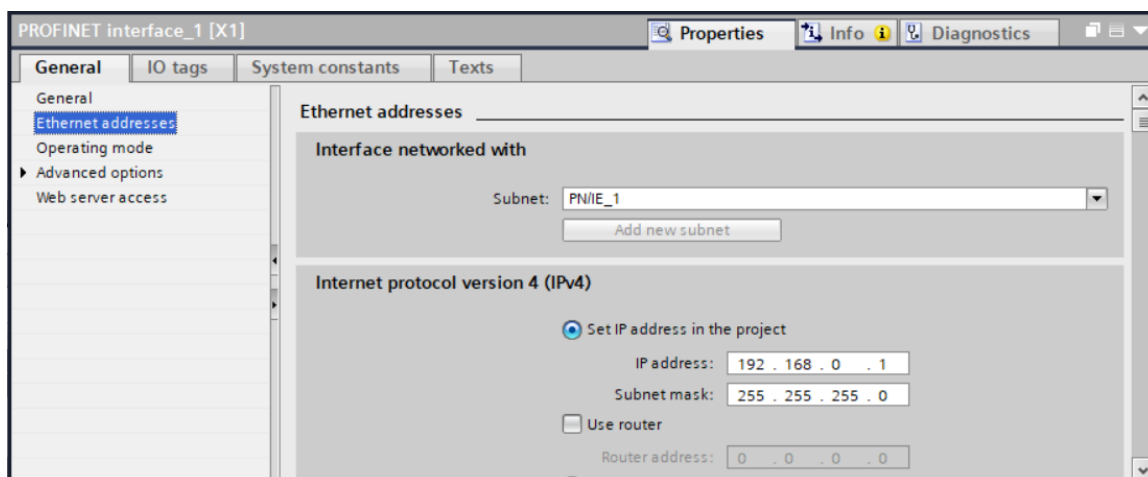 PROFINET interface_1 [X1]
Properties
Info
Diagnostics
General
IO tags
System constants
Texts
General
Ethernet addresses
Operating mode
Advanced options
Web server access
Ethernet addresses
Interface networked with
Subnet: PN/IE_1
Add new subnet
Internet protocol version 4 (IPv4)
Set IP address in the project
IP address: 192 . 168 . 0 . 1
Subnet mask: 255 . 255 . 255 . 0
Use router
Router address: 0 . 0 . 0 . 0